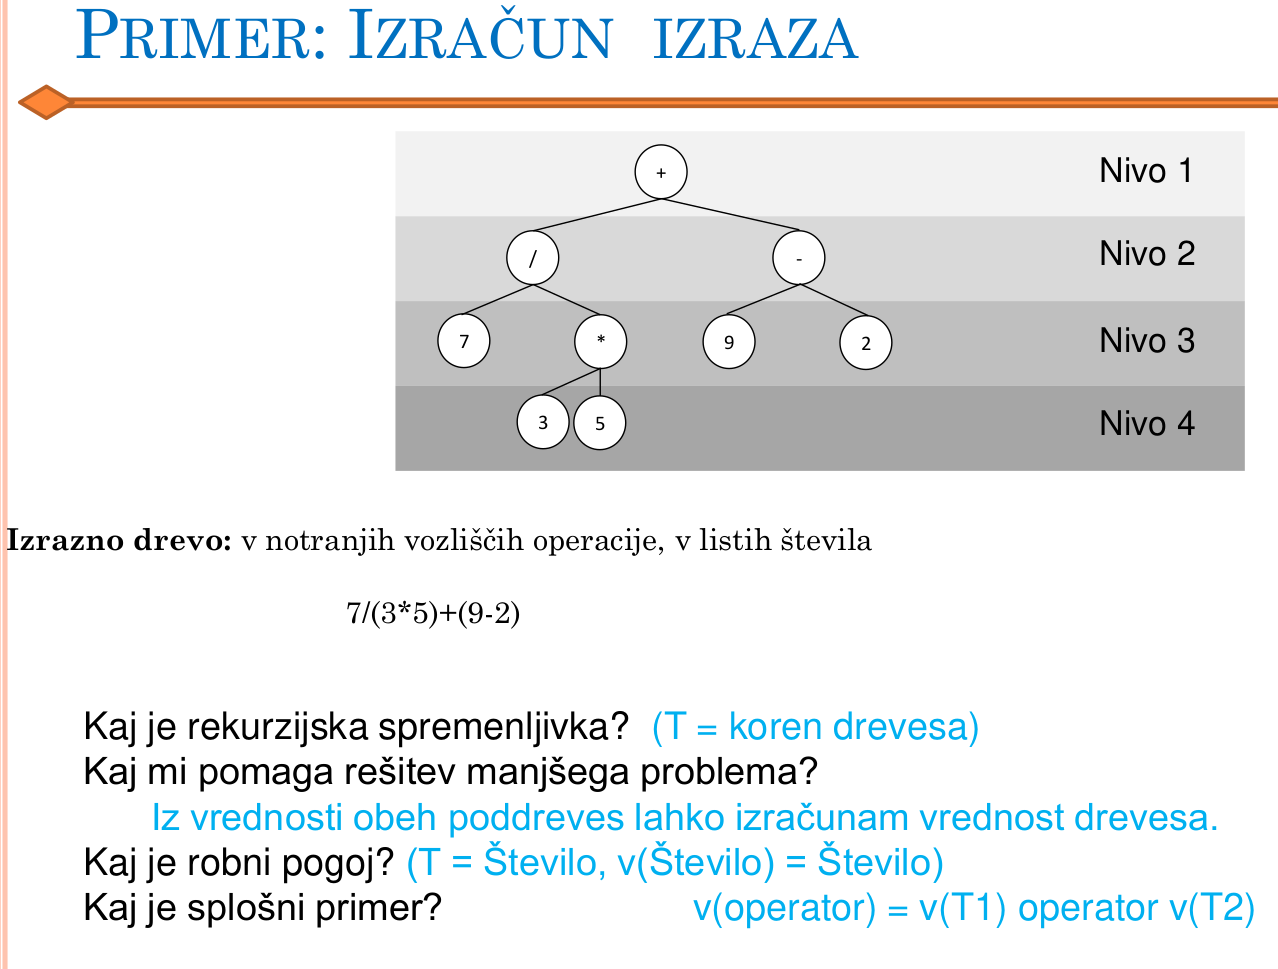 PRIMER: IZRAČUN IZRAZA
+
Nivo 1
/ -
Nivo 2
7 * 9 2
Nivo 3
3 5
Nivo 4
Izrazno drevo: v notranjih vozliščih operacije, v listih števila
7/(3*5)+(9-2)
Kaj je rekurzijska spremenljivka? (T = koren drevesa)
Kaj mi pomaga rešitev manjšega problema?
Iz vrednosti obeh poddreves lahko izračunam vrednost drevesa.
Kaj je robni pogoj? (T = Število, v(Število) = Število)
Kaj je splošni primer? v(operator) = v(T1) operator v(T2)